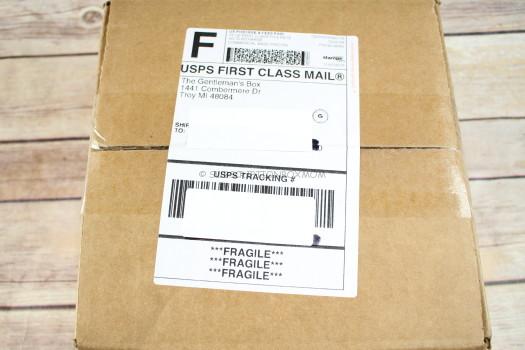 F
stamps
USPS FIRST CLASS MAIL®
The Gentleman's Box
1441 Combermere Dr
Troy MI 48084
G
SHIP
TO:
USPS TRACKING #
***FRAGILE***
***FRAGILE***
***FRAGILE***